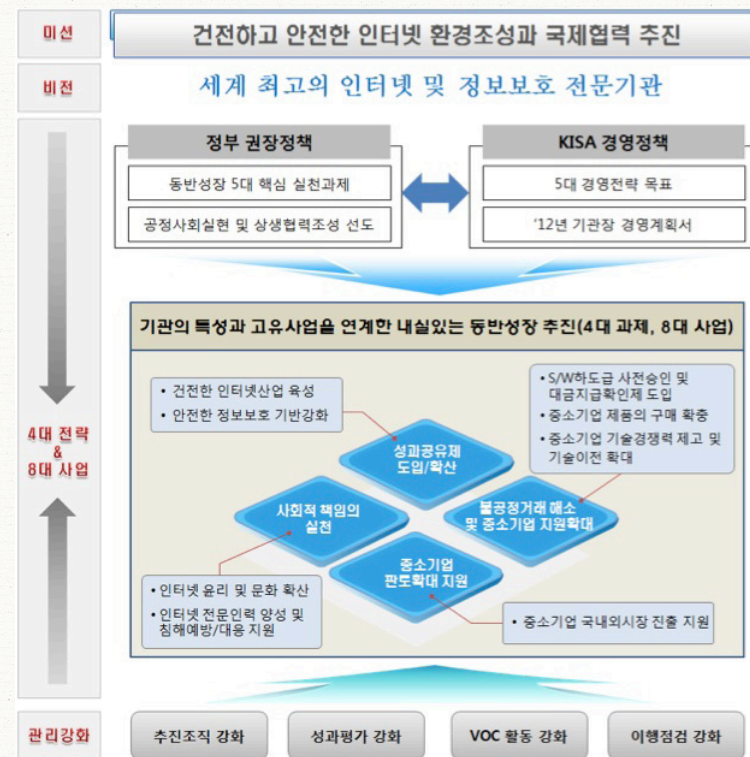 미션
건전하고 안전한 인터넷 환경조성과 국제협력 추진
비전
세계 최고의 인터넷 및 정보보호 전문기관
정부 권장정책
동반성장 5대 핵심 실천과제
공정사회실현 및 상생협력조성 선도
KISA 경영정책
5대 경영전략 목표
'12년 기관장 경영계획서
4대 전략
&
8대 사업
기관의 특성과 고유사업을 연계한 내실있는 동반성장 추진(4대 과제, 8대 사업)
• 건전한 인터넷산업 육성
• 안전한 정보보호 기반강화
• S/W하도급 사전승인 및
대금지급확인제 도입
• 중소기업 제품의 구매 확충
• 중소기업 기술경쟁력 제고 및
기술이전 확대
성과공유제
도입/확산
사회적 책임의
실천
불공정거래 해소
및 중소기업 지원확대
중소기업
판로확대 지원
• 인터넷 윤리 및 문화 확산
• 인터넷 전문인력 양성 및
침해예방/대응 지원
• 중소기업 국내외시장 진출 지원
관리강화
추진조직 강화
성과평가 강화
VOC 활동 강화
이행점검 강화